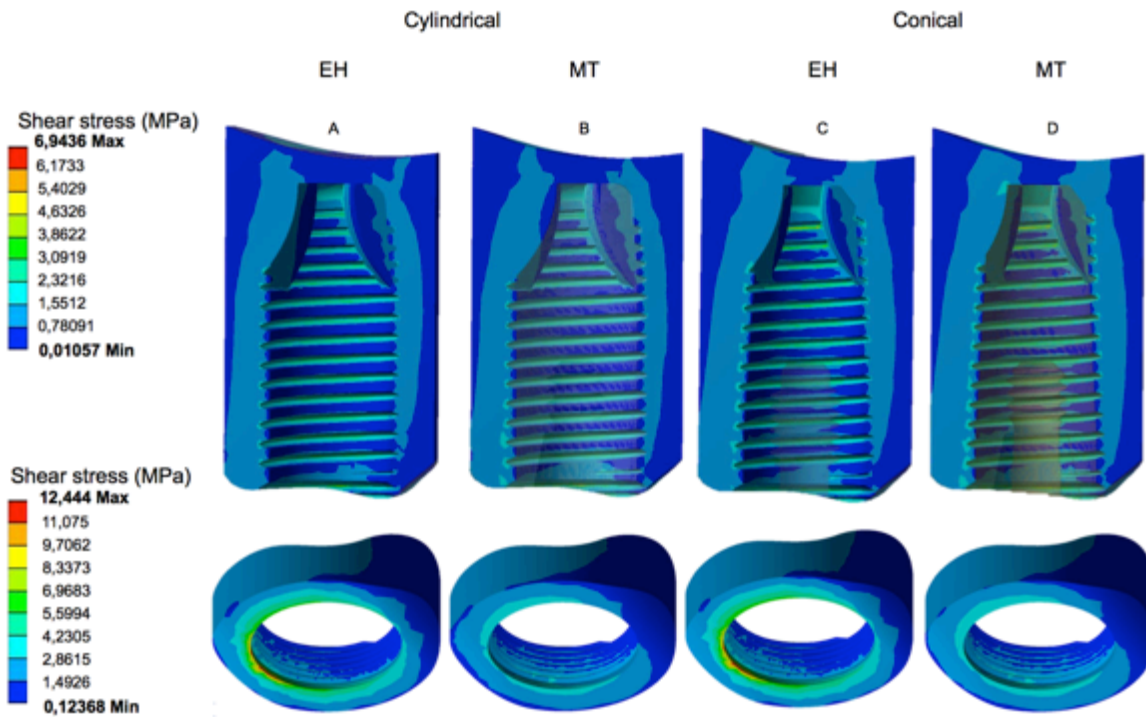 Cylindrical Conical
EH MT EH MT
Shear stress (MPa)
A B C D
6,9436 Max
6,1733
5,4029
4,6326
3,8622
3,0919
2,3216
1,5512
0,78091
0,01057 Min
Shear stress (MPa)
12,444 Max
11,075
9,7062
8,3373
6,9683
5,5994
4,2305
2,8615
1,4926
0,12368 Min